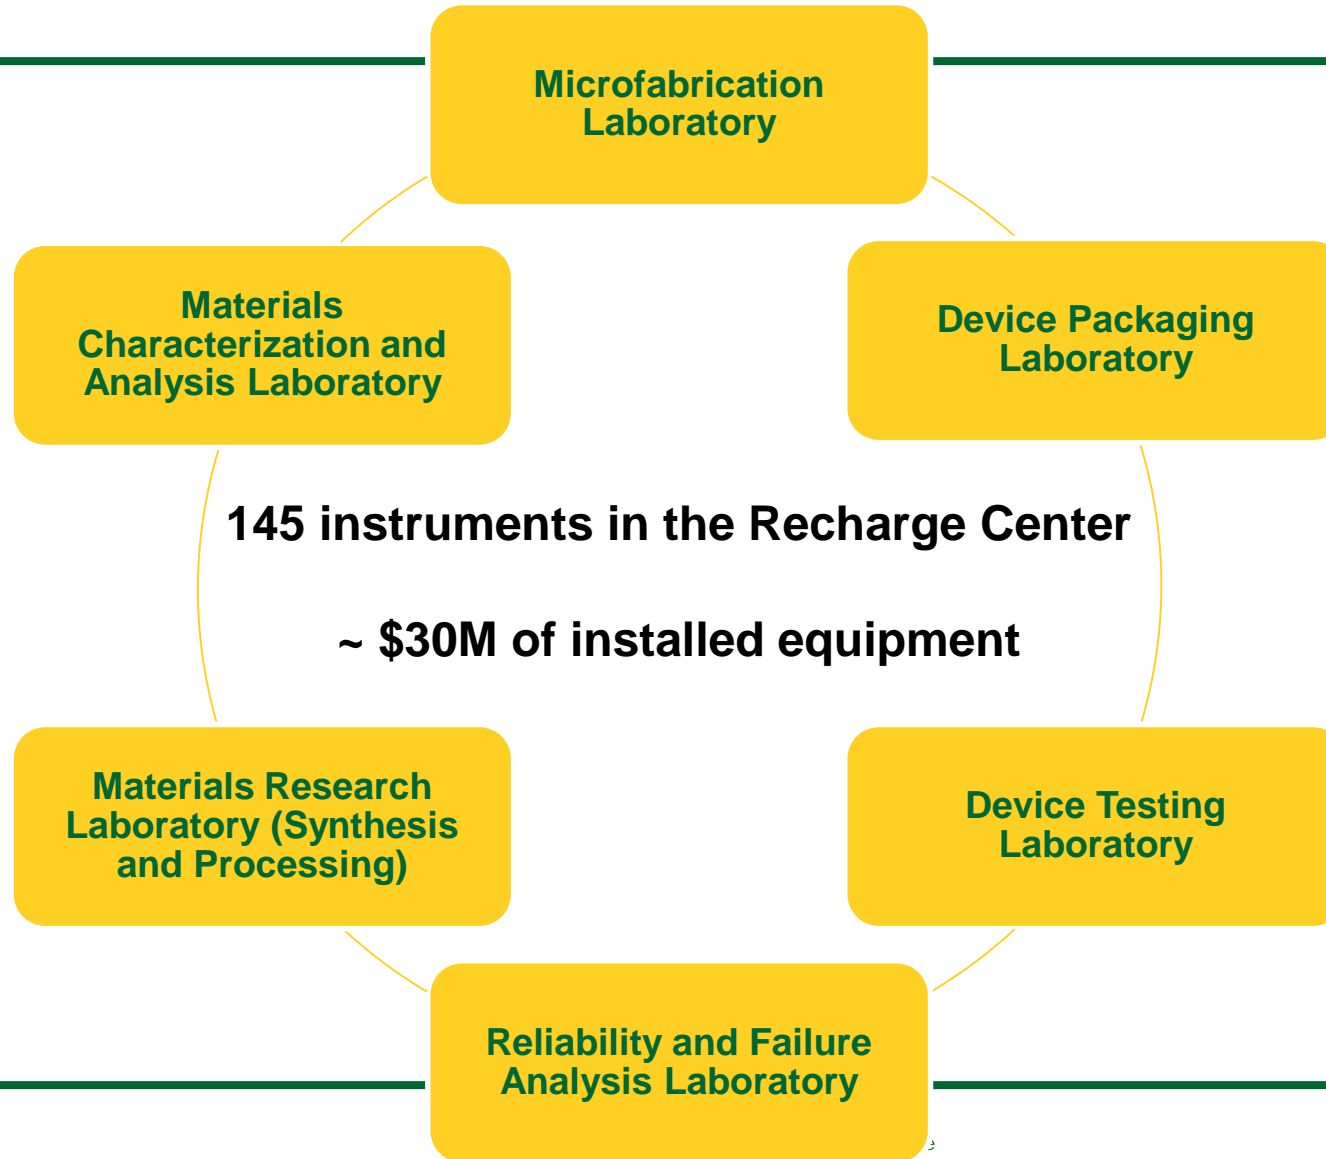 Microfabrication
Laboratory
Materials
Characterization and
Analysis Laboratory
Device Packaging
Laboratory
145 instruments in the Recharge Center
~ $30M of installed equipment
Materials Research
Laboratory (Synthesis
and Processing)
Device Testing
Laboratory
Reliability and Failure
Analysis Laboratory